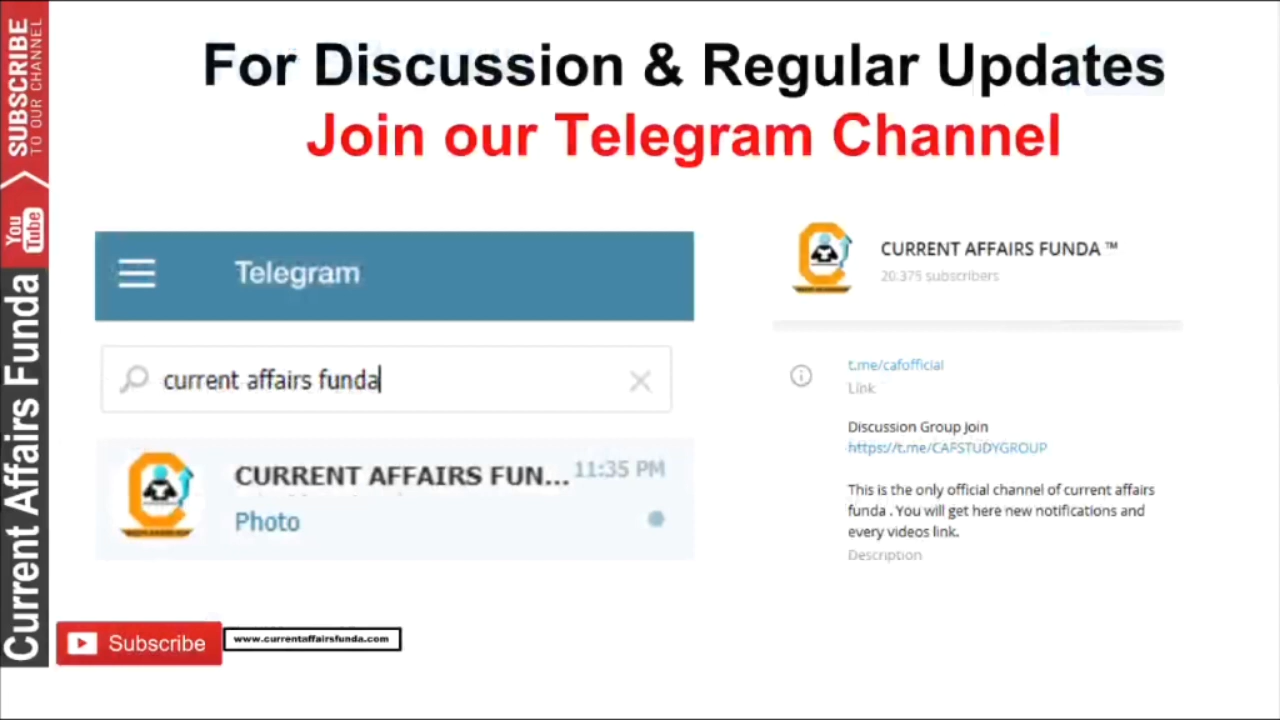 SUBSCRIBE
TO OUR CHANNEL
You
Tube
Current Affairs Funda
For Discussion & Regular Updates
Join our Telegram Channel
Telegram
current affairs funda
CURRENT AFFAIRS FUN... 11:35 PM
Photo
CURRENT AFFAIRS FUNDA ™
20,375 subscribers
t.me/cafofficial
Link
Discussion Group Join
https://t.me/CAFSTUDYGROUP
This is the only official channel of current affairs
funda . You will get here new notifications and
every videos link.
Description
Subscribe
www.currentaffairsfunda.com